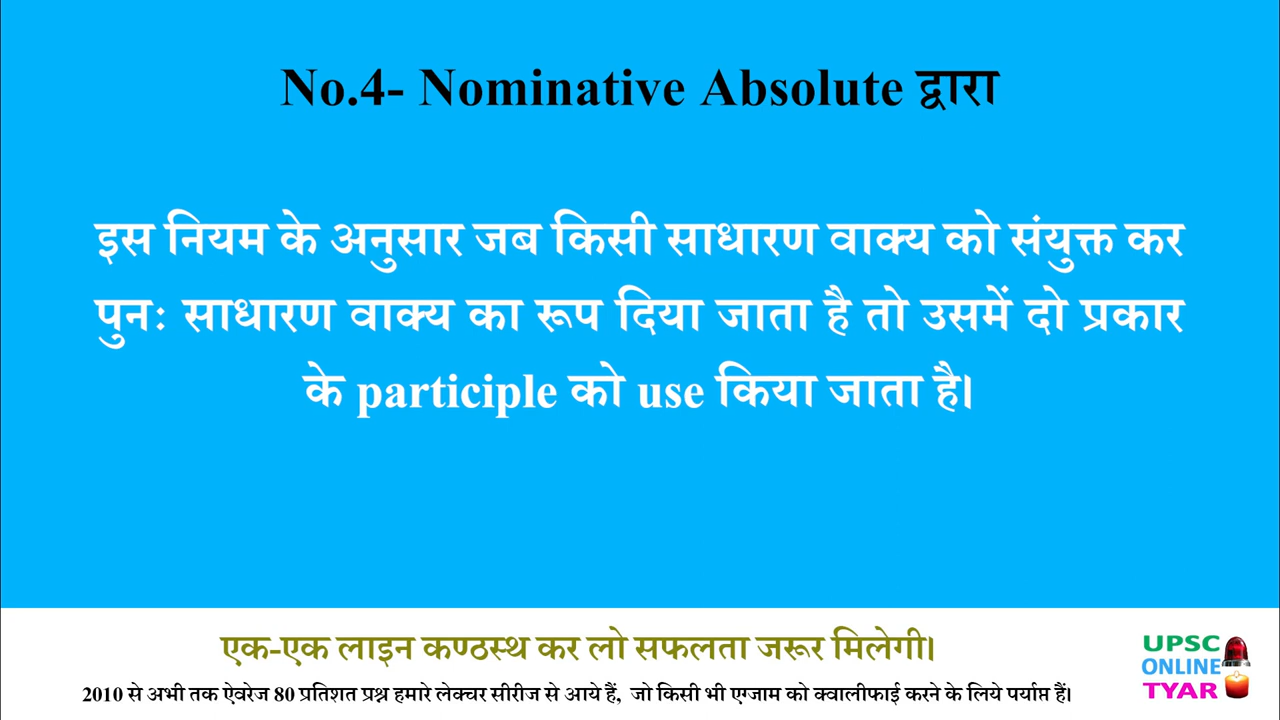 No.4- Nominative Absolute द्वारा
इस नियम के अनुसार जब किसी साधारण वाक्य को संयुक्त कर
पुनः साधारण वाक्य का रूप दिया जाता है तो उसमें दो प्रकार
के participle को use किया जाता है।
एक-एक लाइन कण्ठस्थ कर लो सफलता जरूर मिलेगी।
2010 से अभी तक ऐवरेज 80 प्रतिशत प्रश्न हमारे लेक्चर सीरीज से आये हैं, जो किसी भी एग्जाम को क्वालीफाई करने के लिये पर्याप्त हैं।
UPSC
ONLINE
TYAR